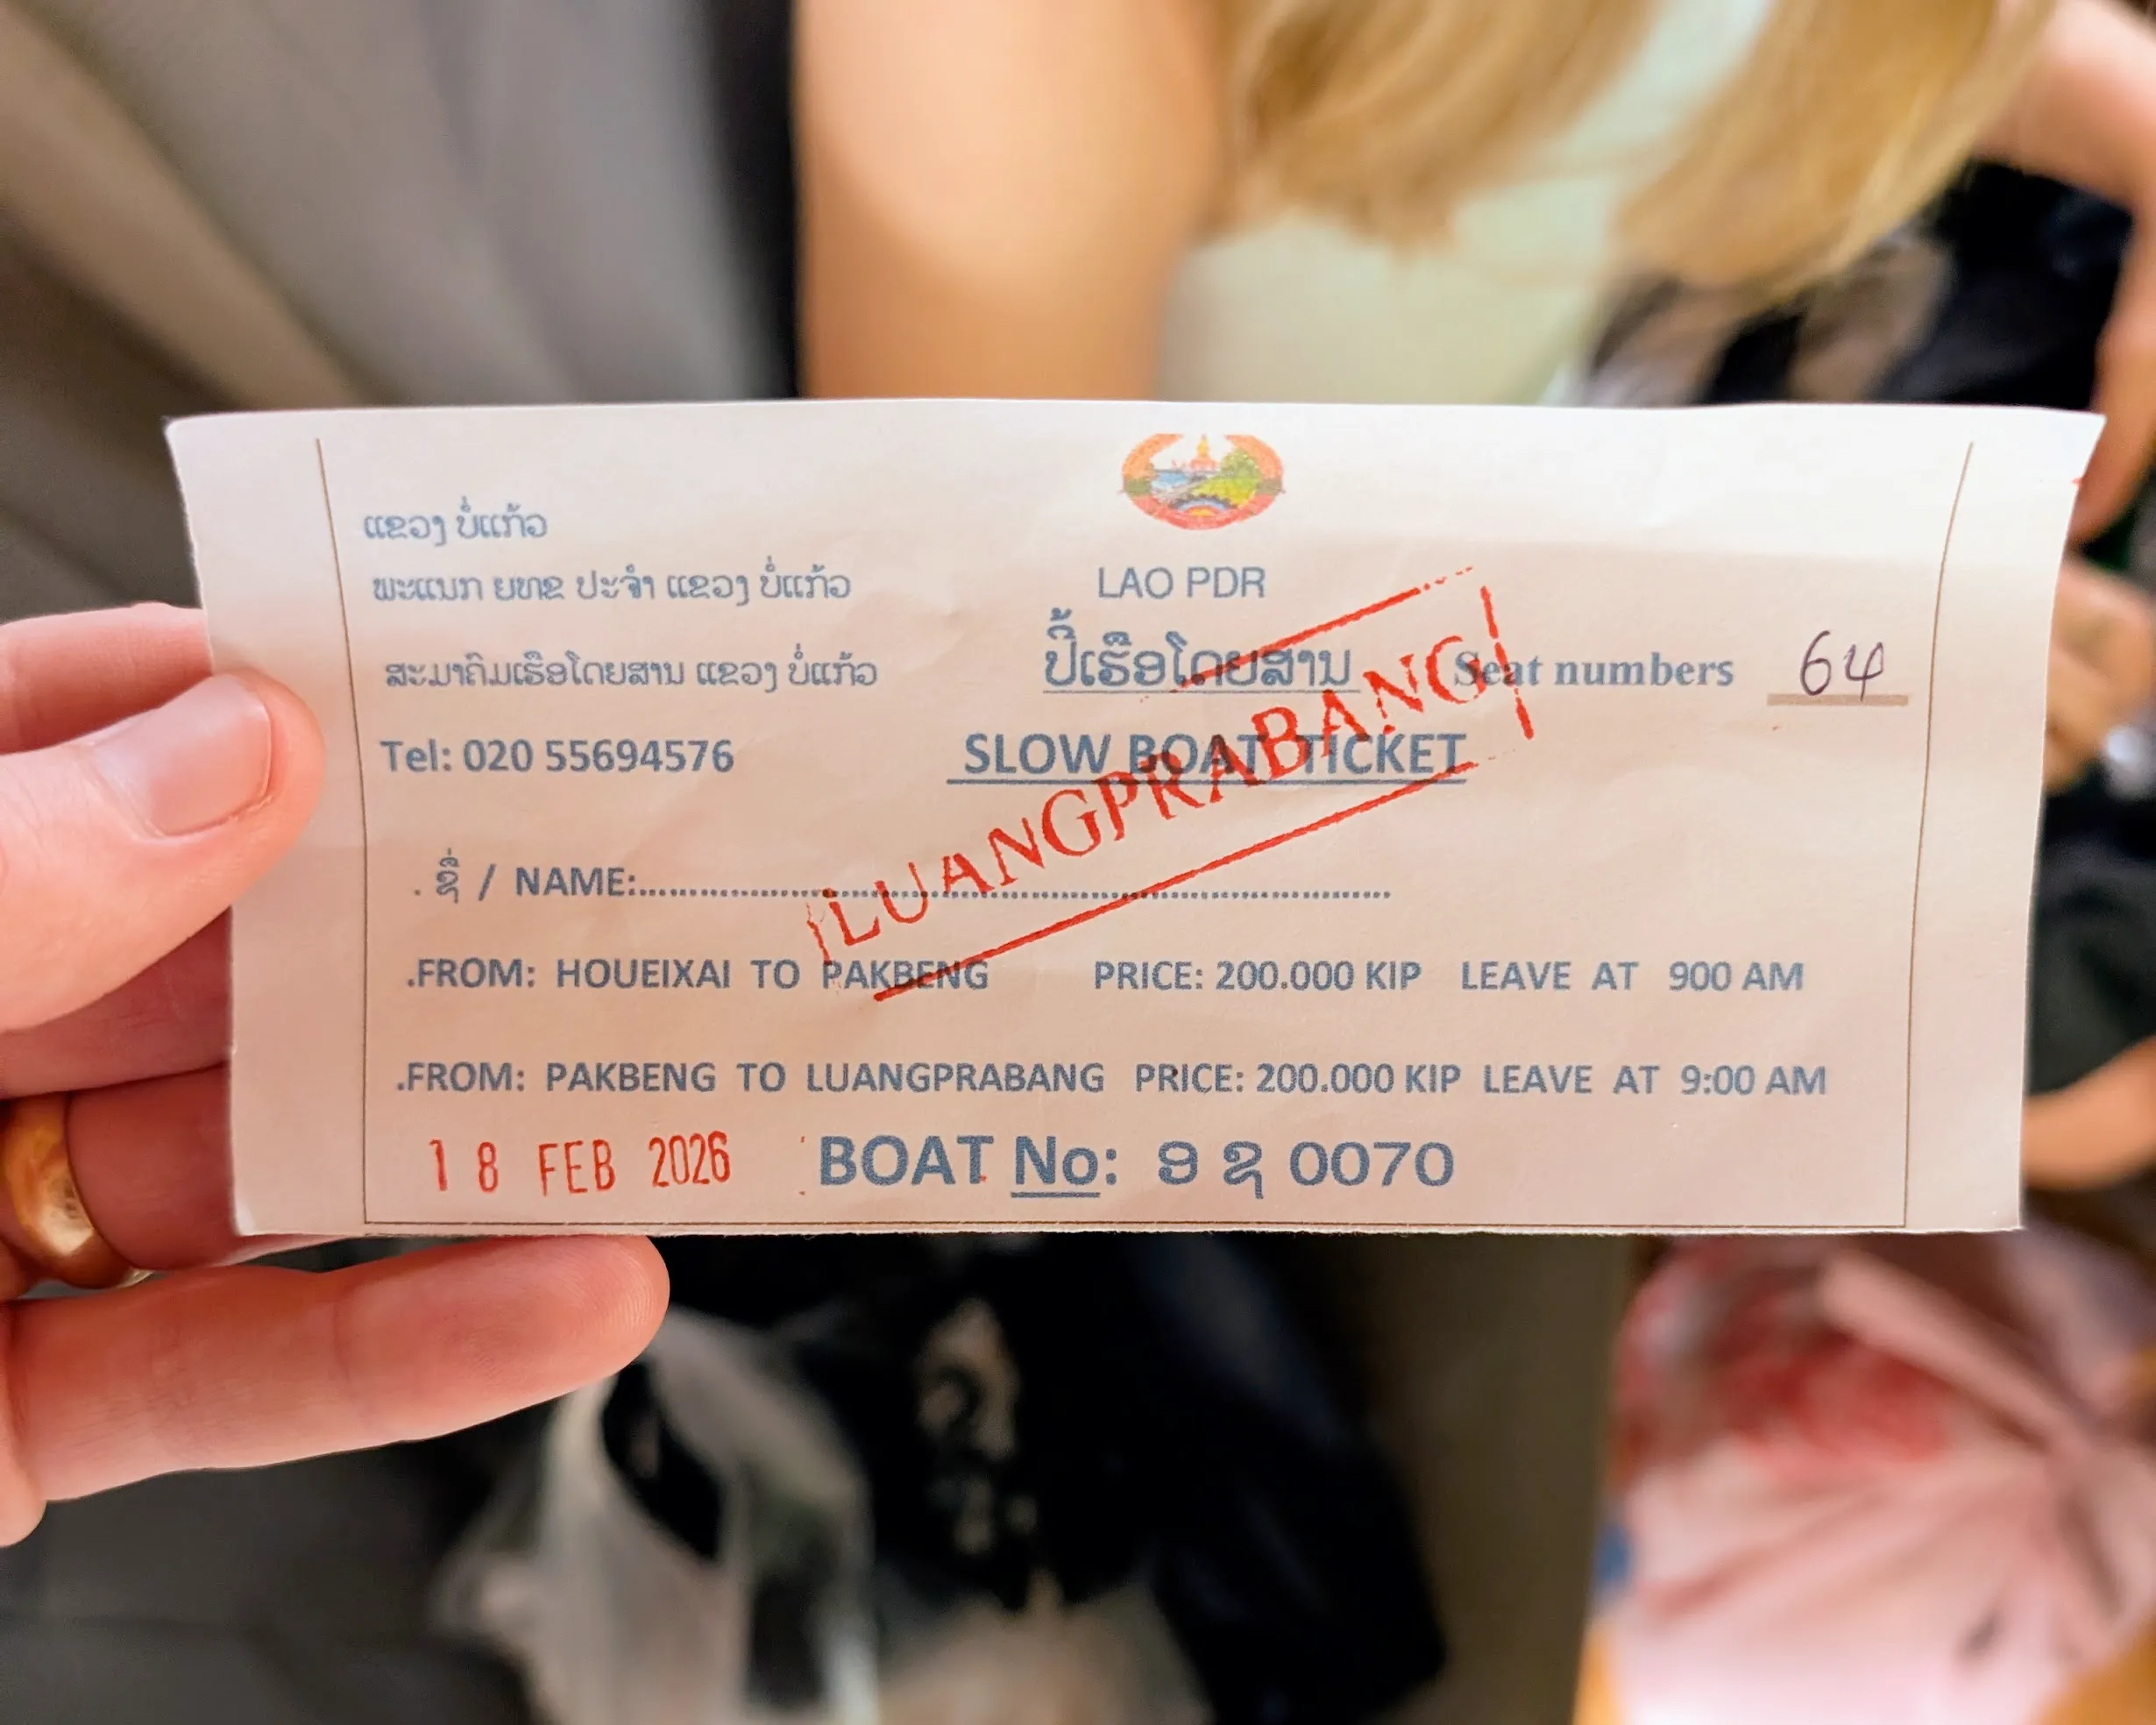 ແຂວງ ບໍ່ແກ້ວ
ພະແນກ ຍທຂ ປະຈຳ ແຂວງ ບໍ່ແກ້ວ
ສະມາຄົມເຮືອໂດຍສານ ແຂວງ ບໍ່ແກ້ວ
Tel: 020 55694576
LAO PDR
ປີ້ເຮືອໂດຍສານ
SLOW BOAT TICKET
Seat numbers 64
LUANGPRABANG
. ຊື່ / NAME:..........................................................................
.FROM: HOUEIXAI TO PAKBENG PRICE: 200.000 KIP LEAVE AT 900 AM
.FROM: PAKBENG TO LUANGPRABANG PRICE: 200.000 KIP LEAVE AT 9:00 AM
18 FEB 2026 BOAT No: ອ ຊ 0070